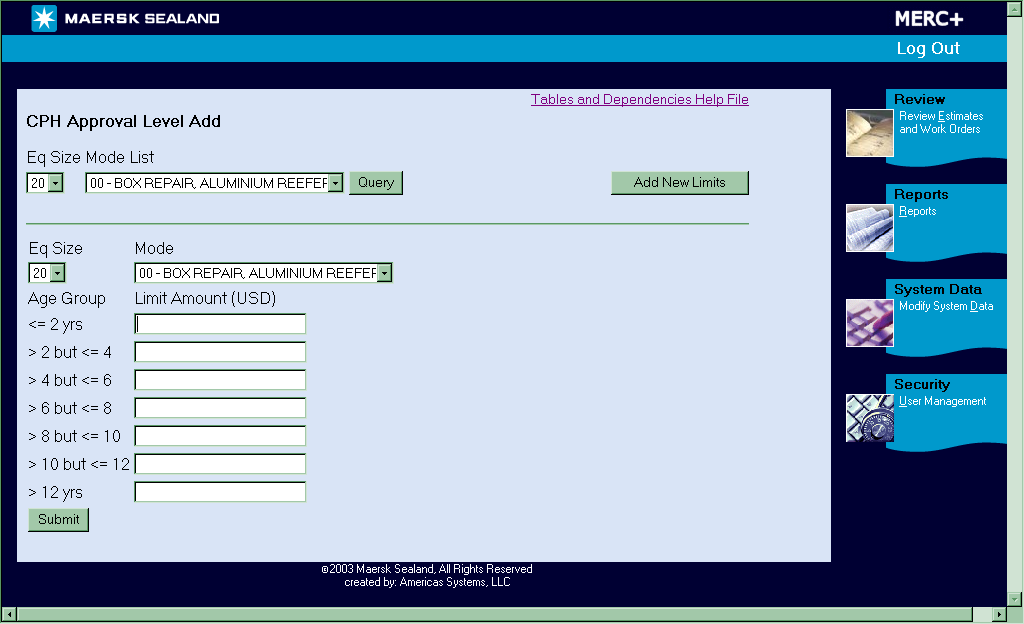 MAERSK SEALAND
MERC+
Log Out
Tables and Dependencies Help File
CPH Approval Level Add
Eq Size Mode List
20 00 - BOX REPAIR, ALUMINIUM REEFER Query Add New Limits
Eq Size Mode
20 00 - BOX REPAIR, ALUMINIUM REEFER
Age Group Limit Amount (USD)
<= 2 yrs
> 2 but <= 4
> 4 but <= 6
> 6 but <= 8
> 8 but <= 10
> 10 but <= 12
> 12 yrs
Submit
Review
Review Estimates
and Work Orders
Reports
Reports
System Data
Modify System Data
Security
User Management
©2003 Maersk Sealand, All Rights Reserved
created by: Americas Systems, LLC